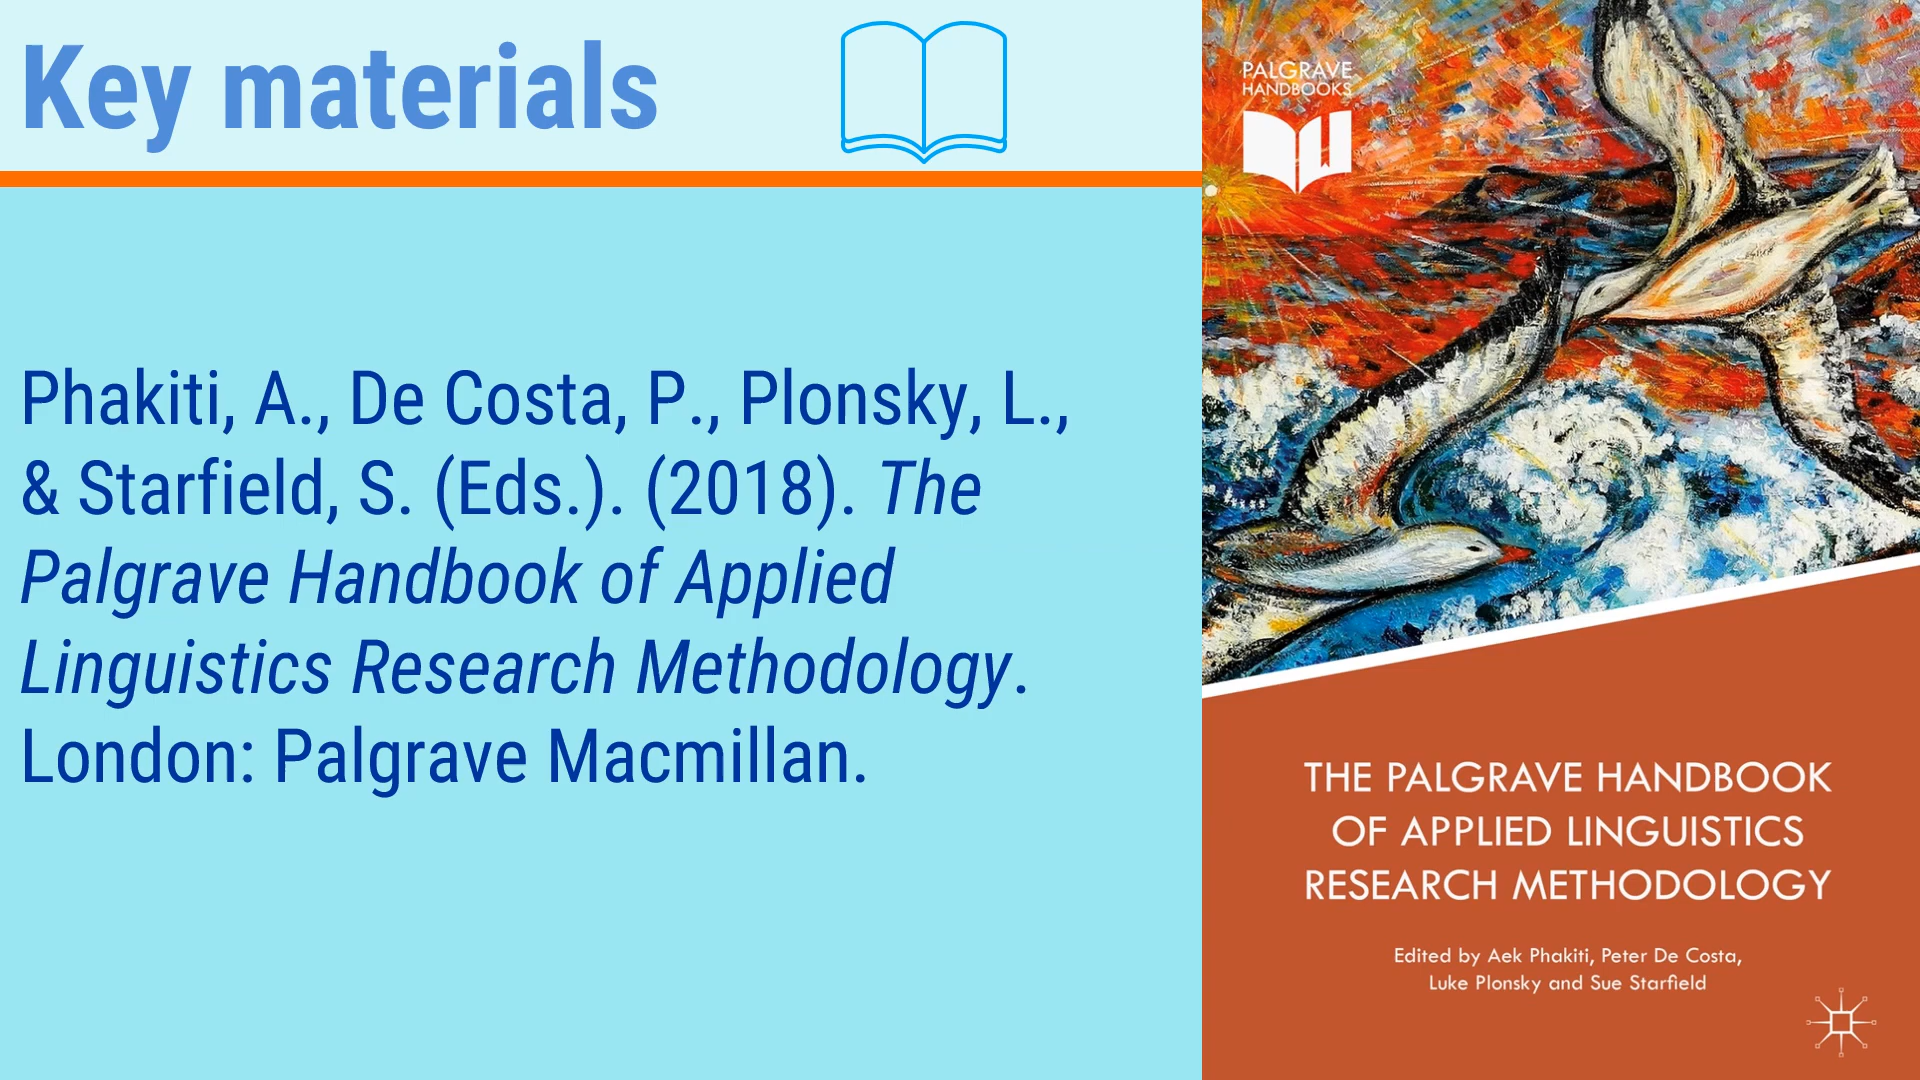 Key materials
Phakiti, A., De Costa, P., Plonsky, L.,
& Starfield, S. (Eds.). (2018). The
Palgrave Handbook of Applied
Linguistics Research Methodology.
London: Palgrave Macmillan.
PALGRAVE
HANDBOOKS
THE PALGRAVE HANDBOOK
OF APPLIED LINGUISTICS
RESEARCH METHODOLOGY
Edited by Aek Phakiti, Peter De Costa,
Luke Plonsky and Sue Starfield